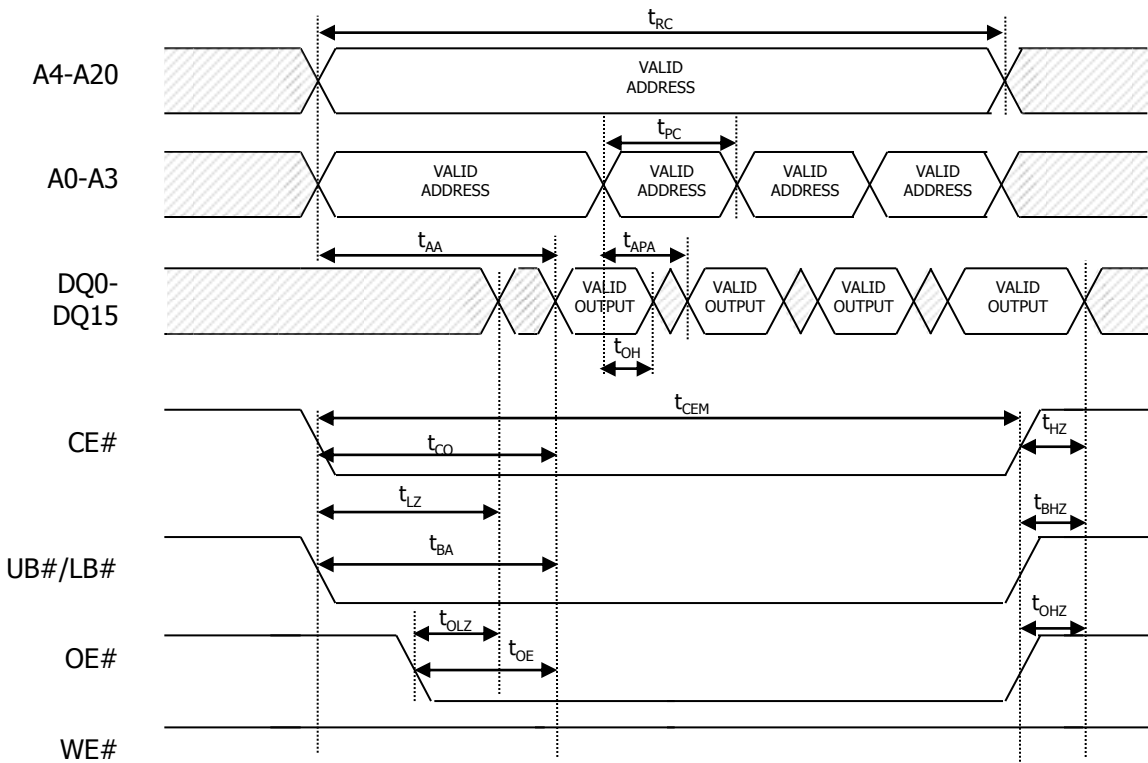 tRC
A4-A20
VALID
ADDRESS
tPC
A0-A3
VALID
ADDRESS
VALID
ADDRESS
VALID
ADDRESS
VALID
ADDRESS
tAA
tAPA
DQ0-
DQ15
VALID
OUTPUT
VALID
OUTPUT
VALID
OUTPUT
VALID
OUTPUT
tOH
tCEM
CE#
tCO
tHZ
tLZ
tBHZ
UB#/LB#
tBA
tOLZ
tOHZ
OE#
tOE
WE#